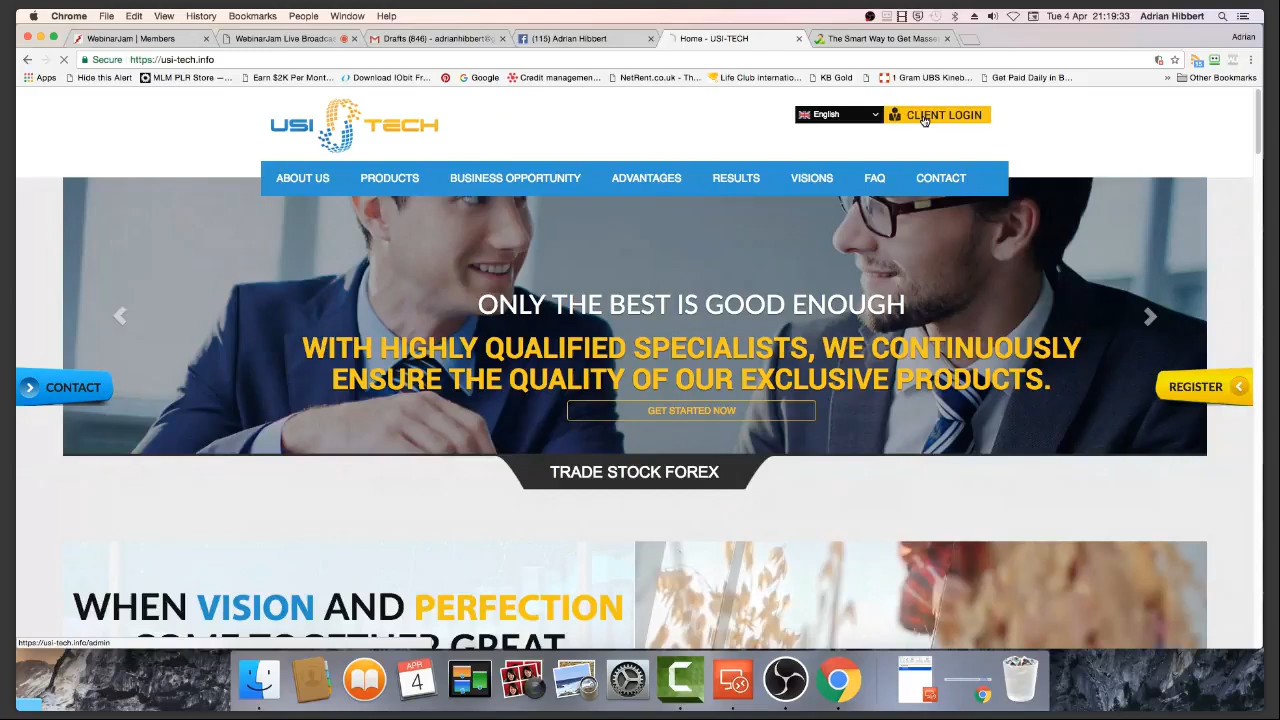 Chrome File Edit View History Bookmarks People Window Help
Tue 4 Apr 21:19:33 Adrian Hibbert
WebinarJam | Members
WebinarJam Live Broadcas
Drafts (846) - adrianhibbert@g
(115) Adrian Hibbert
Home - USI-TECH
The Smart Way to Get Masse
Adrian
Secure https://usi-tech.info
Apps Hide this Alert MLM PLR Store —... Earn $2K Per Mont... Download IObit Fr... Google Credit managemen... NetRent.co.uk - Th... Life Club Internatio... KB Gold 1 Gram UBS Kineb... Get Paid Daily in B... » Other Bookmarks
USI TECH
English
CLIENT LOGIN
ABOUT US PRODUCTS BUSINESS OPPORTUNITY ADVANTAGES RESULTS VISIONS FAQ CONTACT
ONLY THE BEST IS GOOD ENOUGH
WITH HIGHLY QUALIFIED SPECIALISTS, WE CONTINUOUSLY
ENSURE THE QUALITY OF OUR EXCLUSIVE PRODUCTS.
CONTACT
REGISTER
GET STARTED NOW
TRADE STOCK FOREX
WHEN VISION AND PERFECTION
COME TOGETHER GREAT
https://usi-tech.info/admin
APR
4